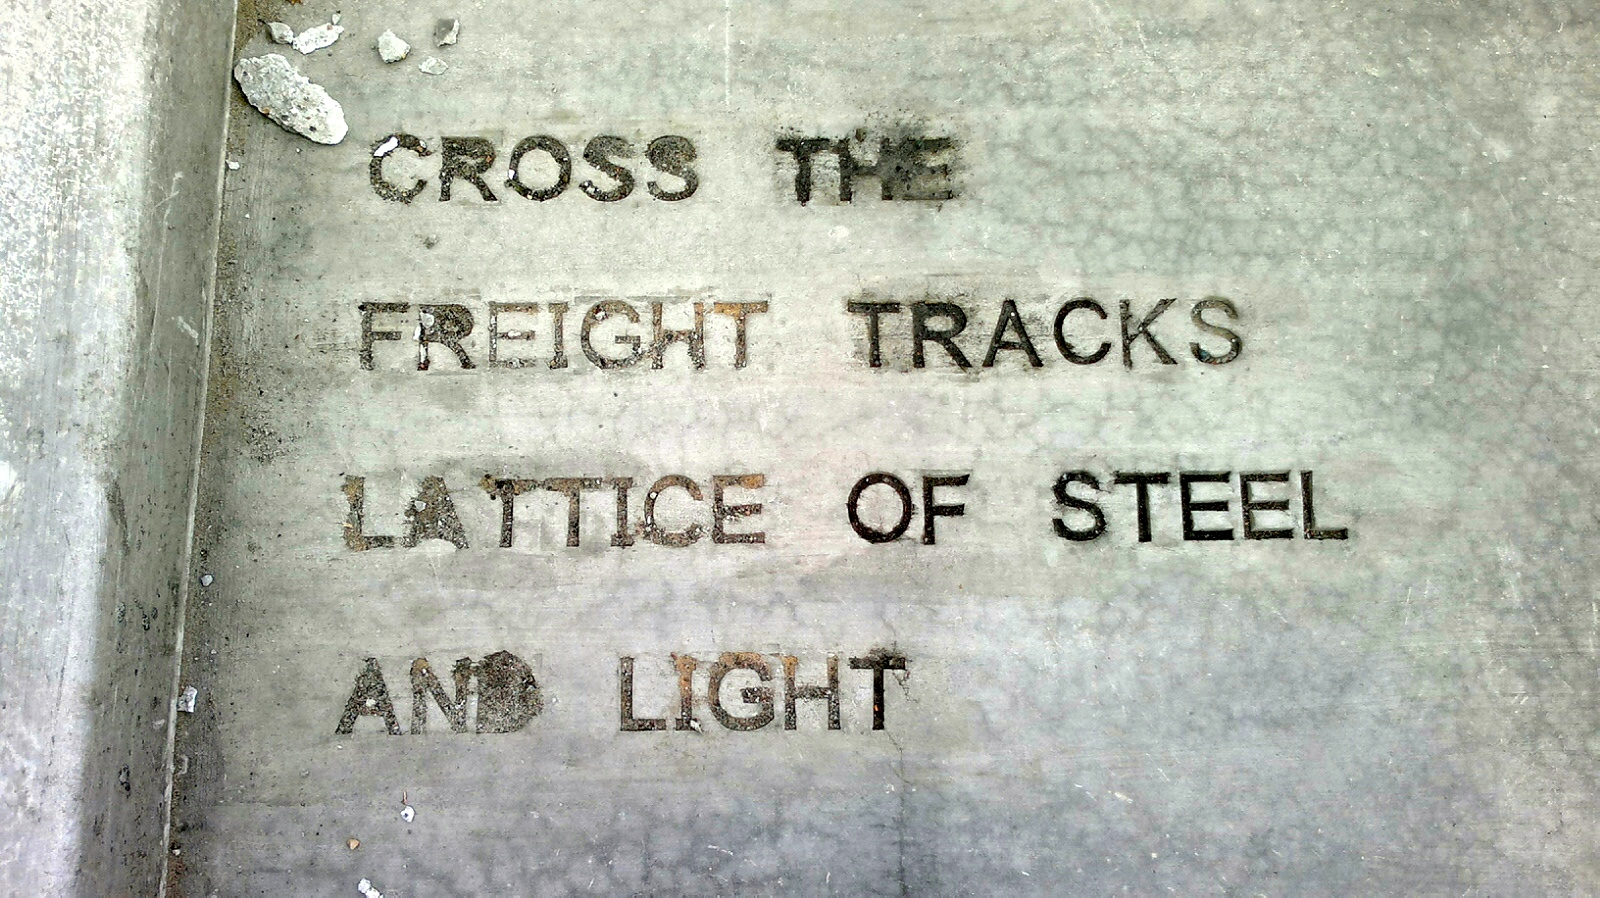 CROSS THE
FREIGHT TRACKS
LATTICE OF STEEL
AND LIGHT